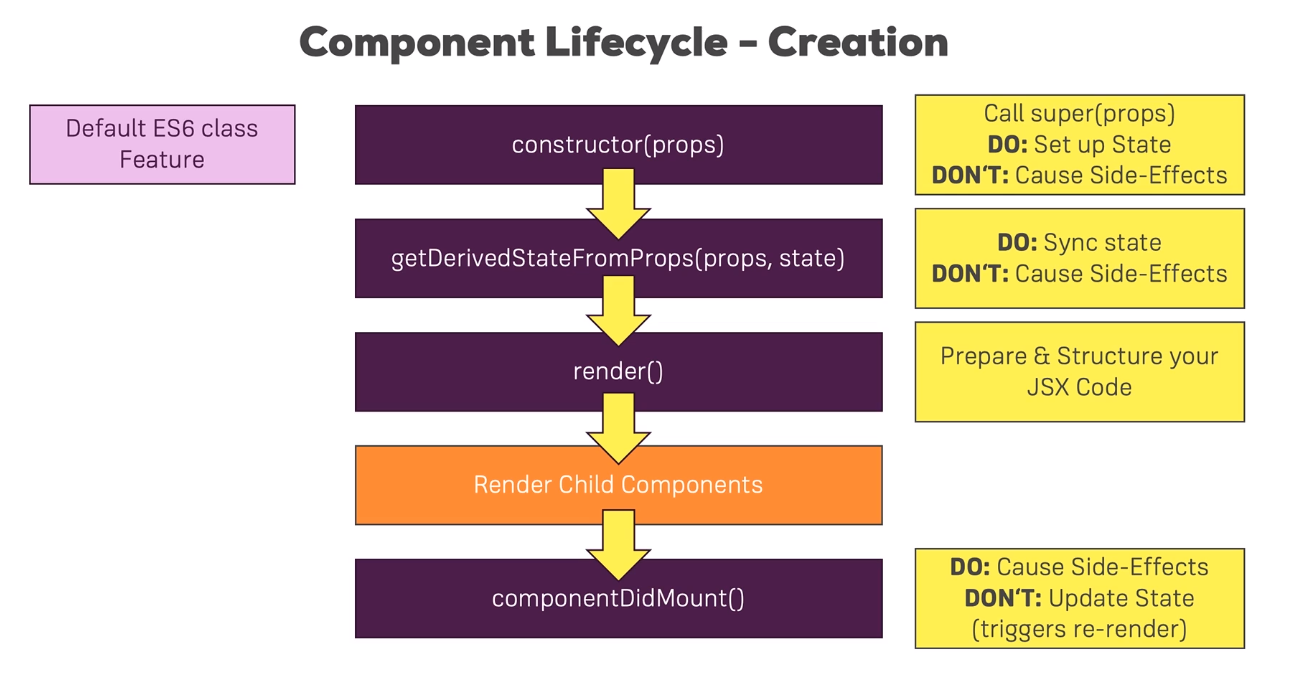 Component Lifecycle – Creation
Default ES6 class
Feature
constructor(props)
Call super(props)
DO: Set up State
DON‘T: Cause Side-Effects
getDerivedStateFromProps(props, state)
DO: Sync state
DON‘T: Cause Side-Effects
render()
Prepare & Structure your
JSX Code
Render Child Components
componentDidMount()
DO: Cause Side-Effects
DON‘T: Update State
(triggers re-render)